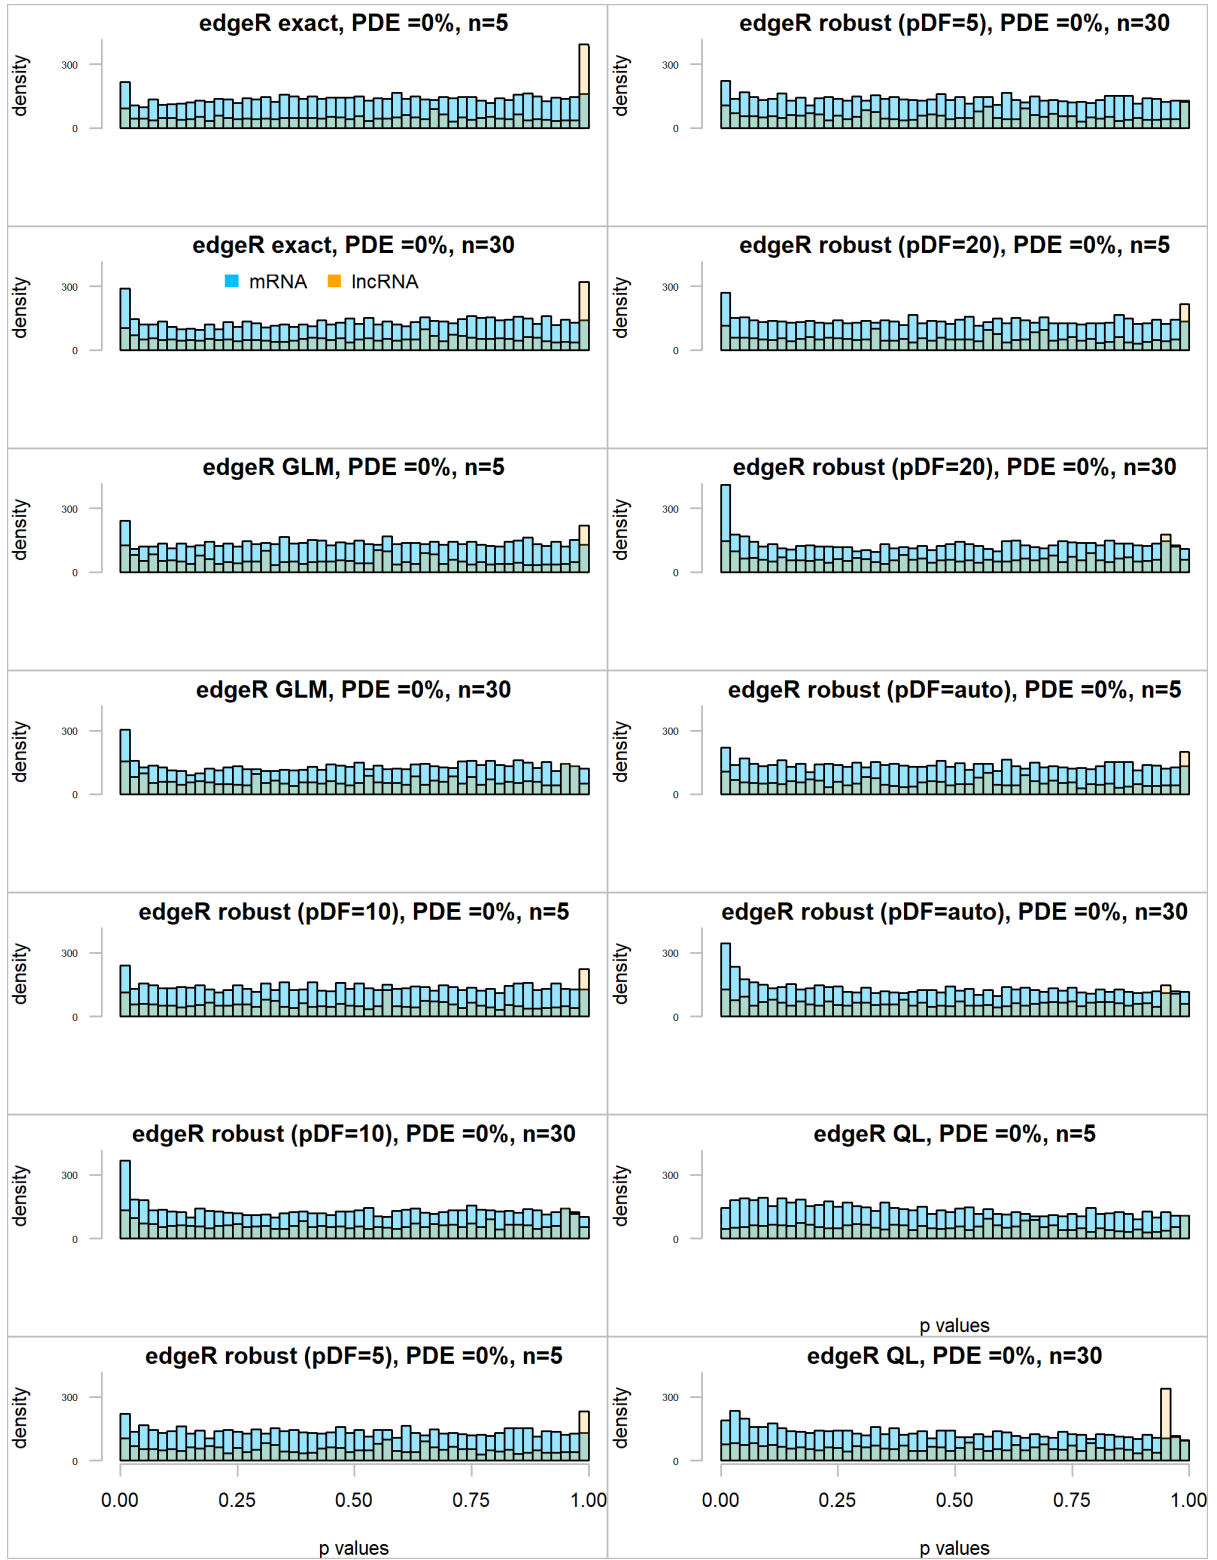 edgeR exact, PDE =0%, n=5
density
300
0
edgeR exact, PDE =0%, n=30
mRNA
lncRNA
density
300
0
edgeR GLM, PDE =0%, n=5
density
300
0
edgeR GLM, PDE =0%, n=30
density
300
0
edgeR robust (pDF=10), PDE =0%, n=5
density
300
0
edgeR robust (pDF=10), PDE =0%, n=30
density
300
0
edgeR robust (pDF=5), PDE =0%, n=5
density
300
0
0.00 0.25 0.50 0.75 1.00
p values
edgeR robust (pDF=5), PDE =0%, n=30
density
300
0
edgeR robust (pDF=20), PDE =0%, n=5
density
300
0
edgeR robust (pDF=20), PDE =0%, n=30
density
300
0
edgeR robust (pDF=auto), PDE =0%, n=5
density
300
0
edgeR robust (pDF=auto), PDE =0%, n=30
density
300
0
edgeR QL, PDE =0%, n=5
density
300
0
p values
edgeR QL, PDE =0%, n=30
density
300
0
0.00 0.25 0.50 0.75 1.00
p values